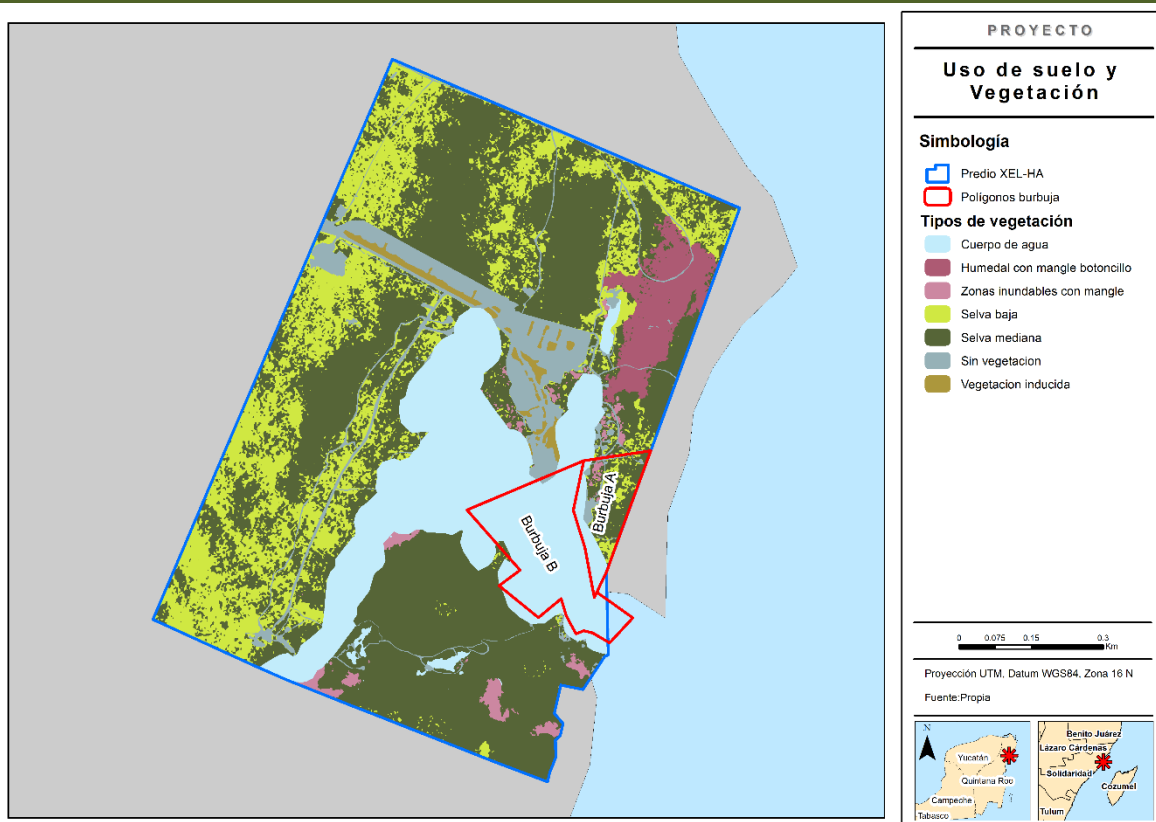 PROYECTO
Uso de suelo y
Vegetación
Simbología
Predio XEL-HA
Polígonos burbuja
Tipos de vegetación
Cuerpo de agua
Humedal con mangle botoncillo
Zonas inundables con mangle
Selva baja
Selva mediana
Sin vegetacion
Vegetacion inducida
Burbuja A
Burbuja B
0 0.075 0.15 0.3
Km
Proyección UTM, Datum WGS84, Zona 16 N
Fuente:Propia
N
Yucatán
Quintana Roo
Campeche
Tabasco
Benito Juárez
Lázaro Cárdenas
Solidaridad
Cozumel
Tulum